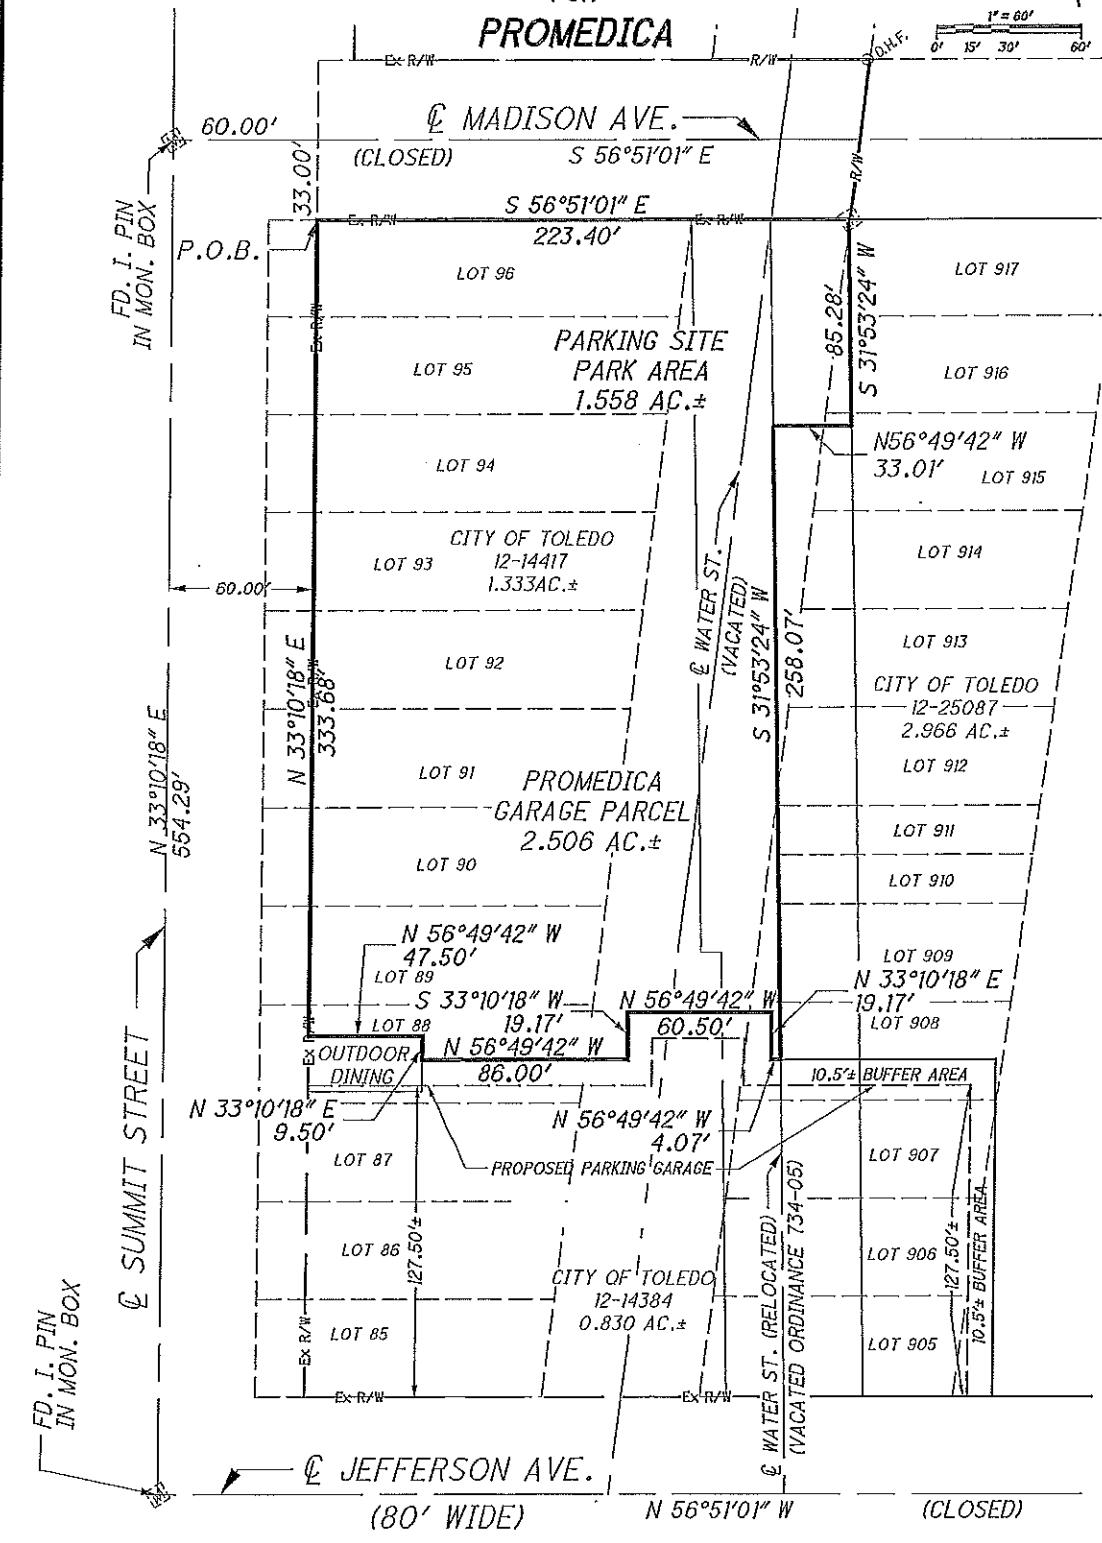 PROMEDICA
1" = 60'
0' 15' 30' 60'
Ex R/W
R/W
D.H.F.
60.00'
℄ MADISON AVE.
(CLOSED)
S 56°51'01" E
33.00'
R/W
FD. I. PIN
IN MON. BOX
P.O.B.
S 56°51'01" E
Ex R/W
Ex R/W
223.40'
LOT 96
LOT 917
85.28'
S 31°53'24" W
Ex R/W
PARKING SITE
PARK AREA
1.558 AC.±
LOT 95
LOT 916
N56°49'42" W
33.01'
LOT 94
LOT 915
CITY OF TOLEDO
12-14417
1.333AC.±
LOT 93
LOT 914
60.00'
℄ WATER ST.
(VACATED)
S 31°53'24" W
258.07'
N 33°10'18" E
333.68'
Ex R/W
LOT 92
LOT 913
CITY OF TOLEDO
12-25087
2.966 AC.±
N 33°10'18" E
554.29'
LOT 91
LOT 912
PROMEDICA
GARAGE PARCEL
2.506 AC.±
LOT 911
LOT 90
LOT 910
N 56°49'42" W
47.50'
LOT 89
LOT 909
N 33°10'18" E
19.17'
S 33°10'18" W
19.17'
N 56°49'42" W
60.50'
LOT 88
LOT 908
Ex R/W
OUTDOOR
DINING
N 56°49'42" W
86.00'
10.5'± BUFFER AREA
N 33°10'18" E
9.50'
N 56°49'42" W
4.07'
LOT 87
PROPOSED PARKING GARAGE
LOT 907
℄ SUMMIT STREET
LOT 86
127.50'±
CITY OF TOLEDO
12-14384
0.830 AC.±
LOT 906
127.50'±
10.5'± BUFFER AREA
℄ WATER ST. (RELOCATED)
(VACATED ORDINANCE 734-05)
LOT 85
LOT 905
Ex R/W
Ex R/W
Ex R/W
FD. I. PIN
IN MON. BOX
℄ JEFFERSON AVE.
(80' WIDE)
N 56°51'01" W
(CLOSED)